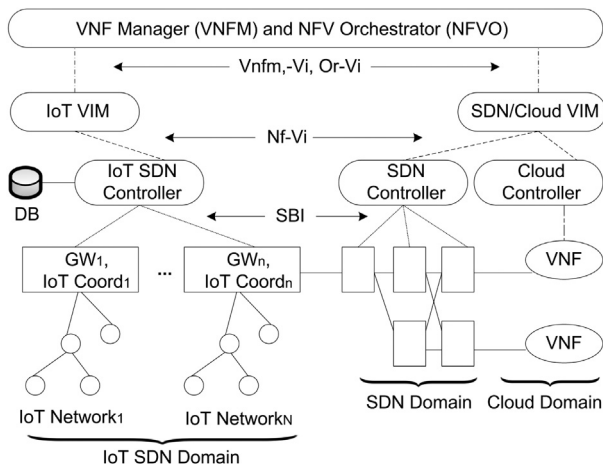 VNF Manager (VNFM) and NFV Orchestrator (NFVO)
Vnfm,-Vi, Or-Vi
IoT VIM
SDN/Cloud VIM
Nf-Vi
DB
IoT SDN
Controller
SDN
Controller
Cloud
Controller
SBI
GW1,
IoT Coord1
...
GWn,
IoT Coordn
VNF
VNF
IoT Network1
IoT NetworkN
SDN Domain
Cloud Domain
IoT SDN Domain